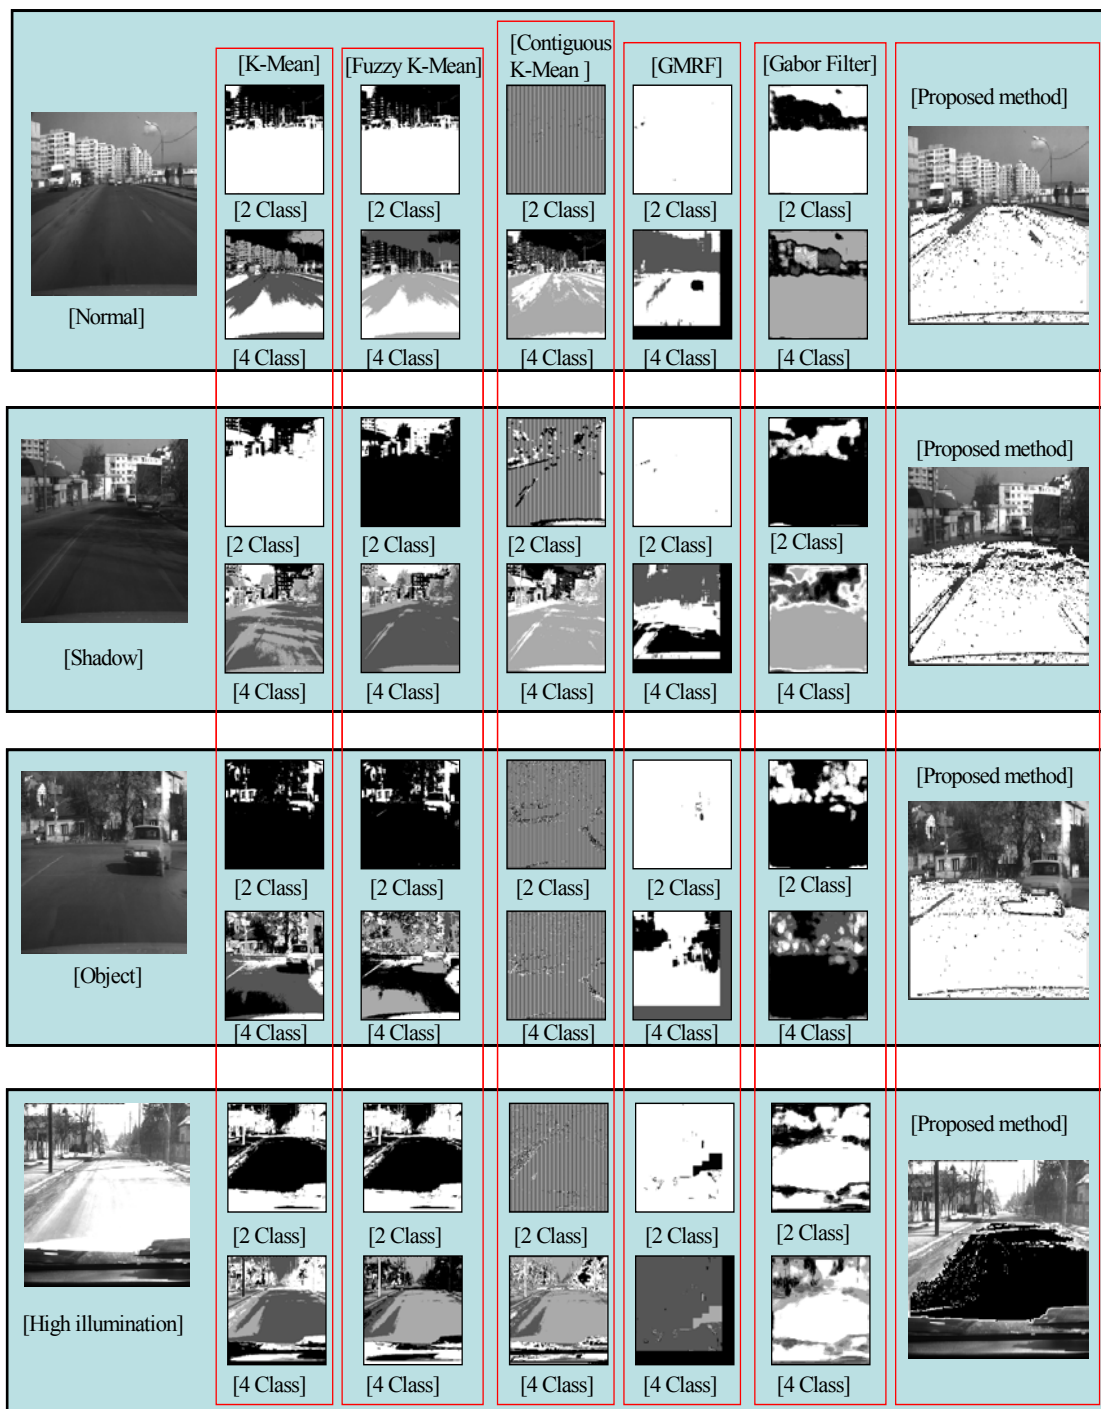 [K-Mean]
[Fuzzy K-Mean]
[Contiguous
K-Mean ]
[GMRF]
[Gabor Filter]
[Proposed method]
[2 Class]
[2 Class]
[2 Class]
[2 Class]
[2 Class]
[Normal]
[4 Class]
[4 Class]
[4 Class]
[4 Class]
[4 Class]
[Proposed method]
[2 Class]
[2 Class]
[2 Class]
[2 Class]
[2 Class]
[Shadow]
[4 Class]
[4 Class]
[4 Class]
[4 Class]
[4 Class]
[Proposed method]
[2 Class]
[2 Class]
[2 Class]
[2 Class]
[2 Class]
[Object]
[4 Class]
[4 Class]
[4 Class]
[4 Class]
[4 Class]
[Proposed method]
[2 Class]
[2 Class]
[2 Class]
[2 Class]
[2 Class]
[High illumination]
[4 Class]
[4 Class]
[4 Class]
[4 Class]
[4 Class]